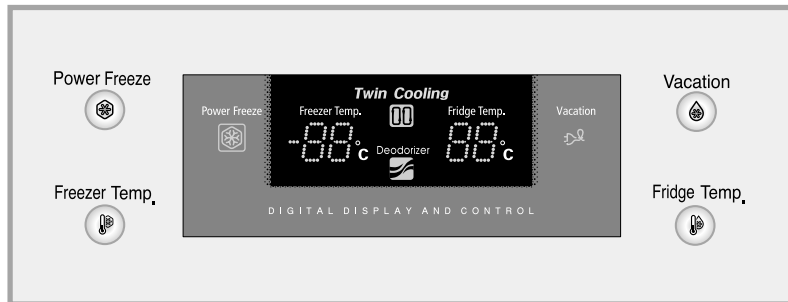 Power Freeze
Vacation
Twin Cooling
Power Freeze
Freezer Temp.
Fridge Temp.
Vacation
-88°c
88°c
Deodorizer
Freezer Temp.
Fridge Temp.
DIGITAL DISPLAY AND CONTROL